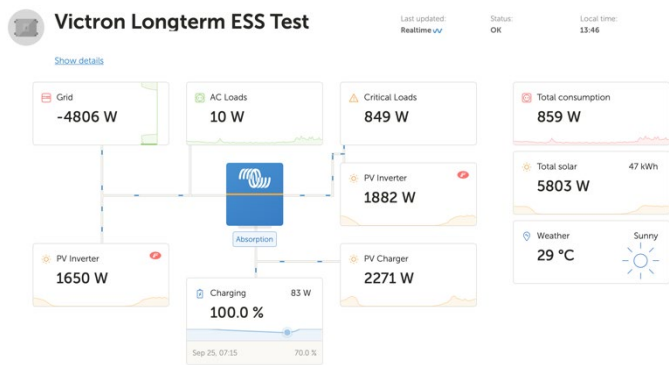 Victron Longterm ESS Test
Last updated:
Realtime
Status:
OK
Local time:
13:46
Show details
Grid
-4806 W
AC Loads
10 W
Critical Loads
849 W
Total consumption
859 W
PV Inverter
1882 W
Total solar
47 kWh
5803 W
Absorption
Weather
Sunny
29 °C
PV Inverter
1650 W
PV Charger
2271 W
Charging
83 W
100.0 %
Sep 25, 07:15
70.0 %